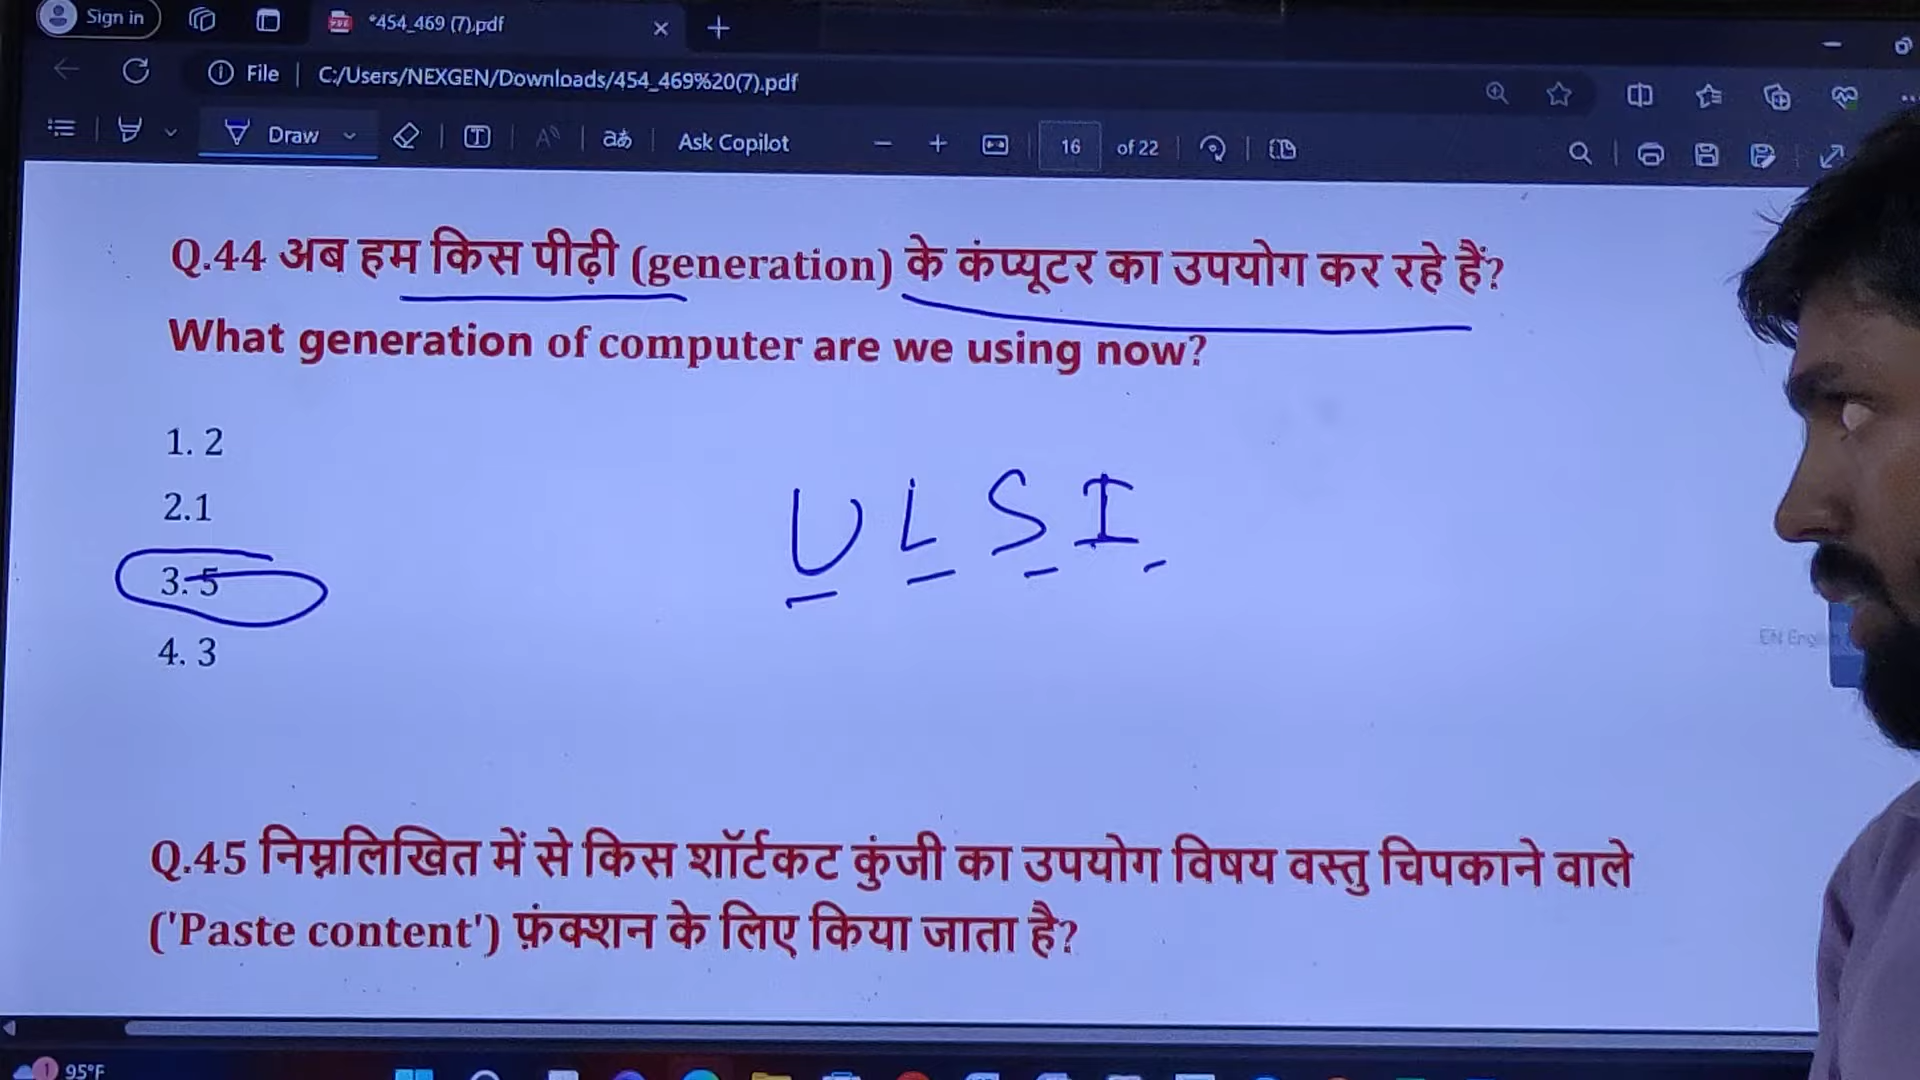 Sign in
*454_469 (7).pdf
File
C:/Users/NEXGEN/Downloads/454_469%20(7).pdf
Draw
Ask Copilot
16 of 22
Q.44 अब हम किस पीढ़ी (generation) के कंप्यूटर का उपयोग कर रहे हैं?
What generation of computer are we using now?
1. 2
2.1
3. 5
4. 3
U L S I
Q.45 निम्नलिखित में से किस शॉर्टकट कुंजी का उपयोग विषय वस्तु चिपकाने वाले
('Paste content') फ़ंक्शन के लिए किया जाता है?
1
95°F